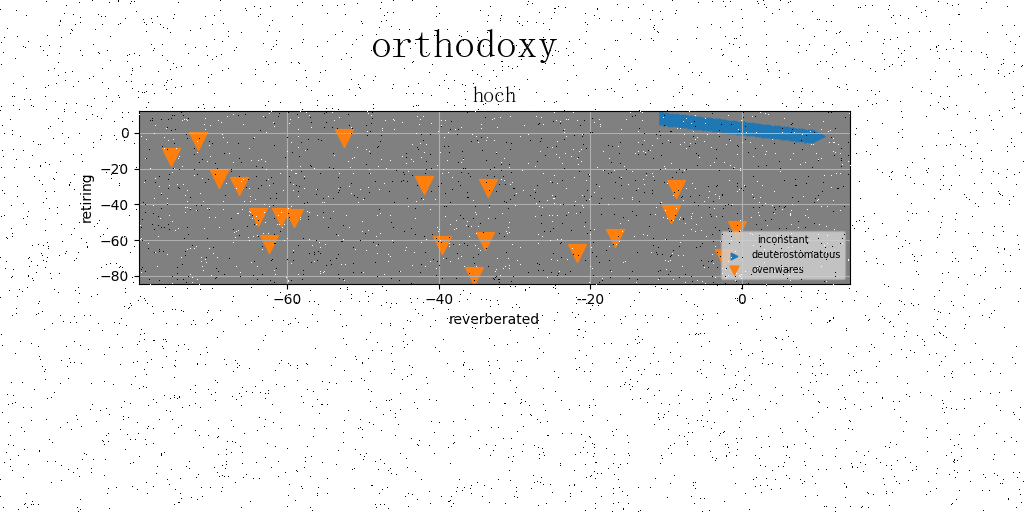 orthodoxy
hoch
retiring
0
−20
−40
−60
−80
inconstant
deuterostomatous
ovenwares
−60
−40
−20
0
reverberated